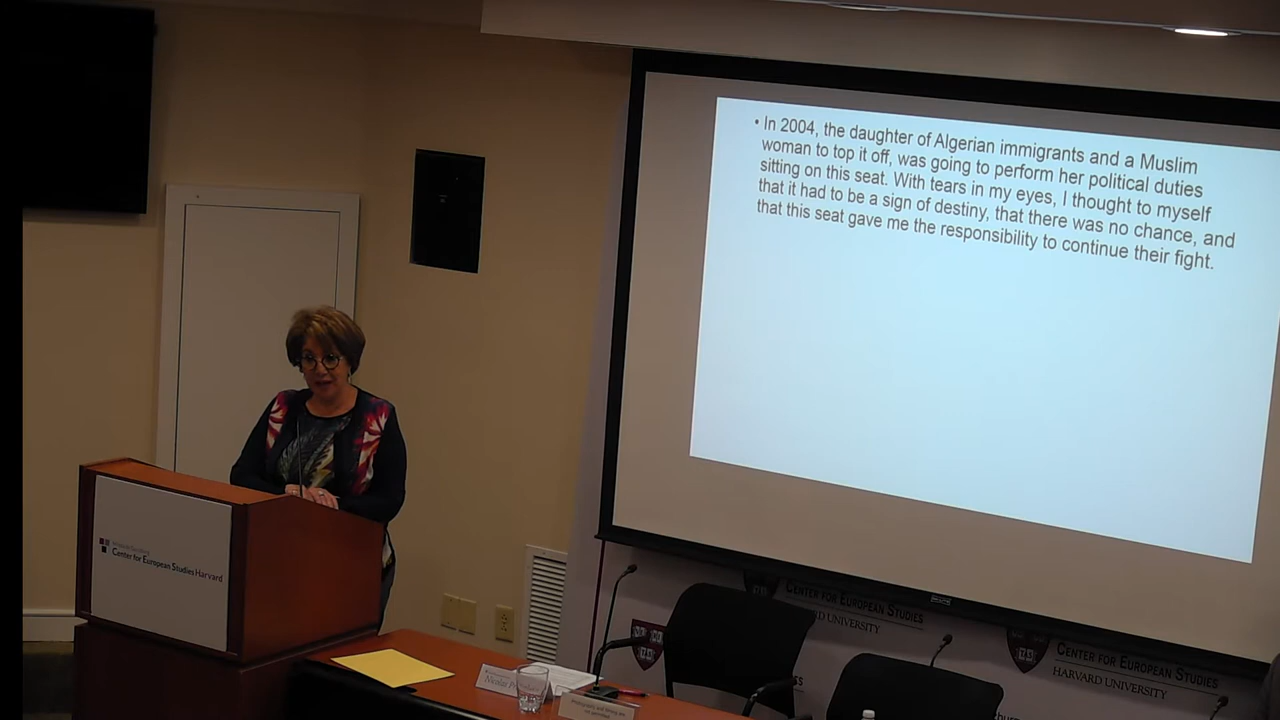 • In 2004, the daughter of Algerian immigrants and a Muslim
woman to top it off, was going to perform her political duties
sitting on this seat. With tears in my eyes, I thought to myself
that it had to be a sign of destiny, that there was no chance, and
that this seat gave me the responsibility to continue their fight.
Center for European Studies Harvard
CENTER FOR EUROPEAN STUDIES
UNIVERSITY
CENTER FOR EUROPEAN STUDIES
HARVARD UNIVERSITY
Nicolas